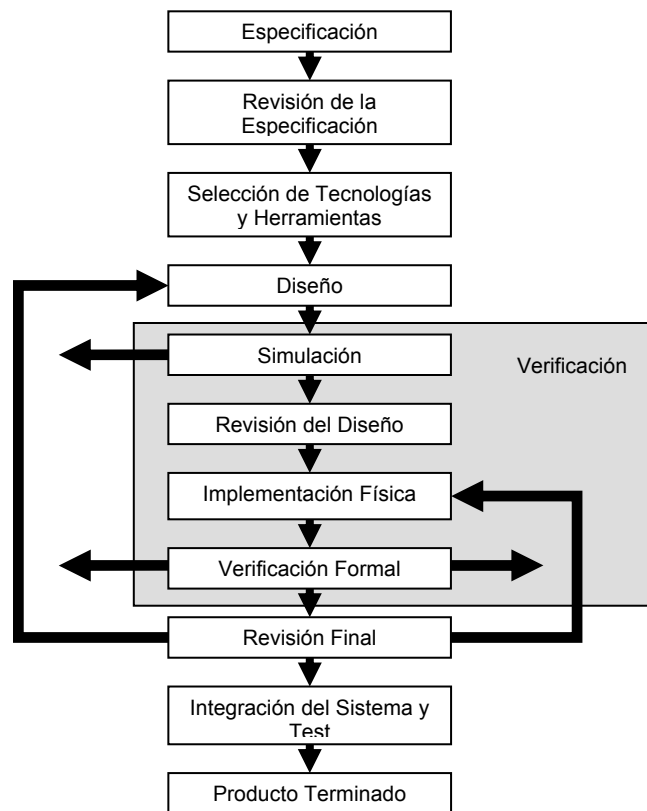 Especificación
Revisión de la
Especificación
Selección de Tecnologías
y Herramientas
Diseño
Simulación
Verificación
Revisión del Diseño
Implementación Física
Verificación Formal
Revisión Final
Integración del Sistema y
Test
Producto Terminado